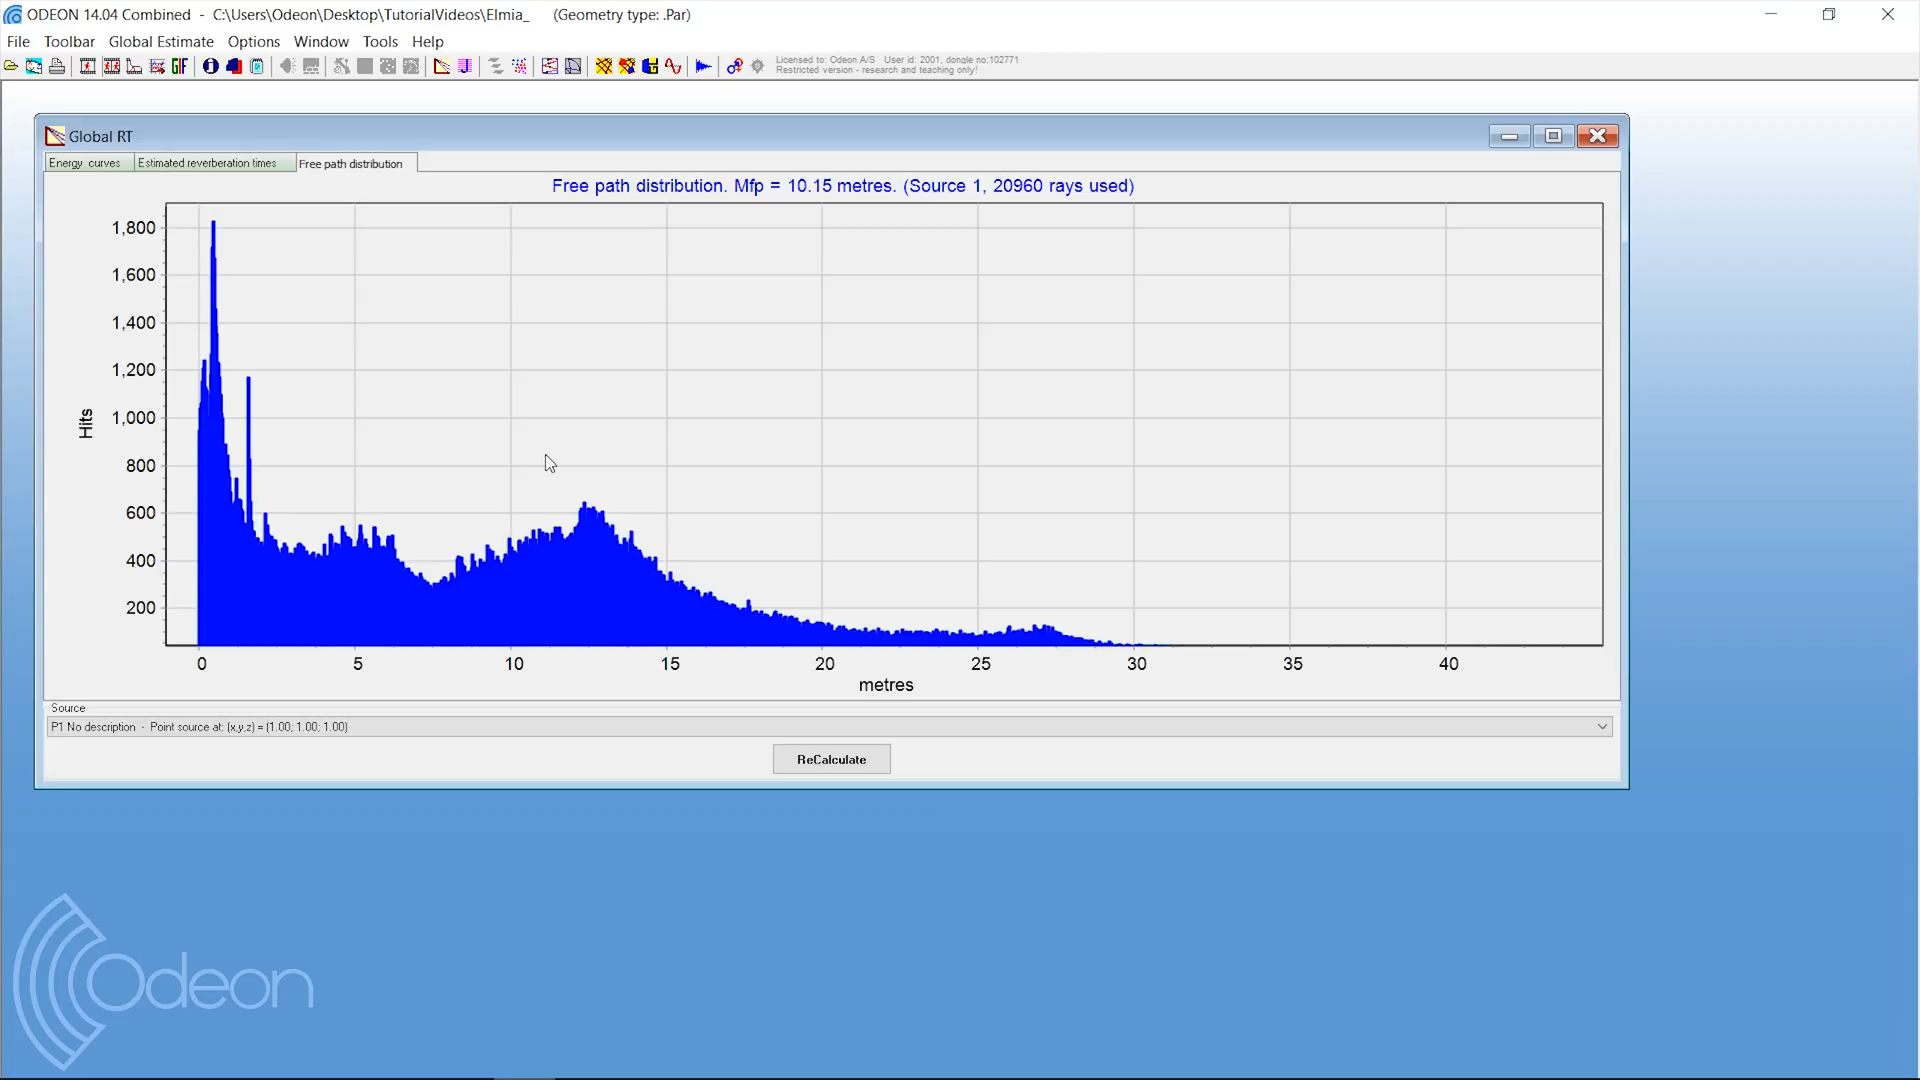 ODEON 14.04 Combined - C:\Users\Odeon\Desktop\TutorialVideos\Elmia_ (Geometry type: .Par)
File Toolbar Global Estimate Options Window Tools Help
GIF
Licensed to: Odeon A/S User id: 2001, dongle no:102771
Restricted version - research and teaching only!
Global RT
Energy curves Estimated reverberation times Free path distribution
Free path distribution. Mfp = 10.15 metres. (Source 1, 20960 rays used)
1,800
1,600
1,400
1,200
1,000
800
600
400
200
Hits
0 5 10 15 20 25 30 35 40
metres
Source
P1 No description - Point source at: (x,y,z) = (1.00; 1.00; 1.00)
ReCalculate
Odeon